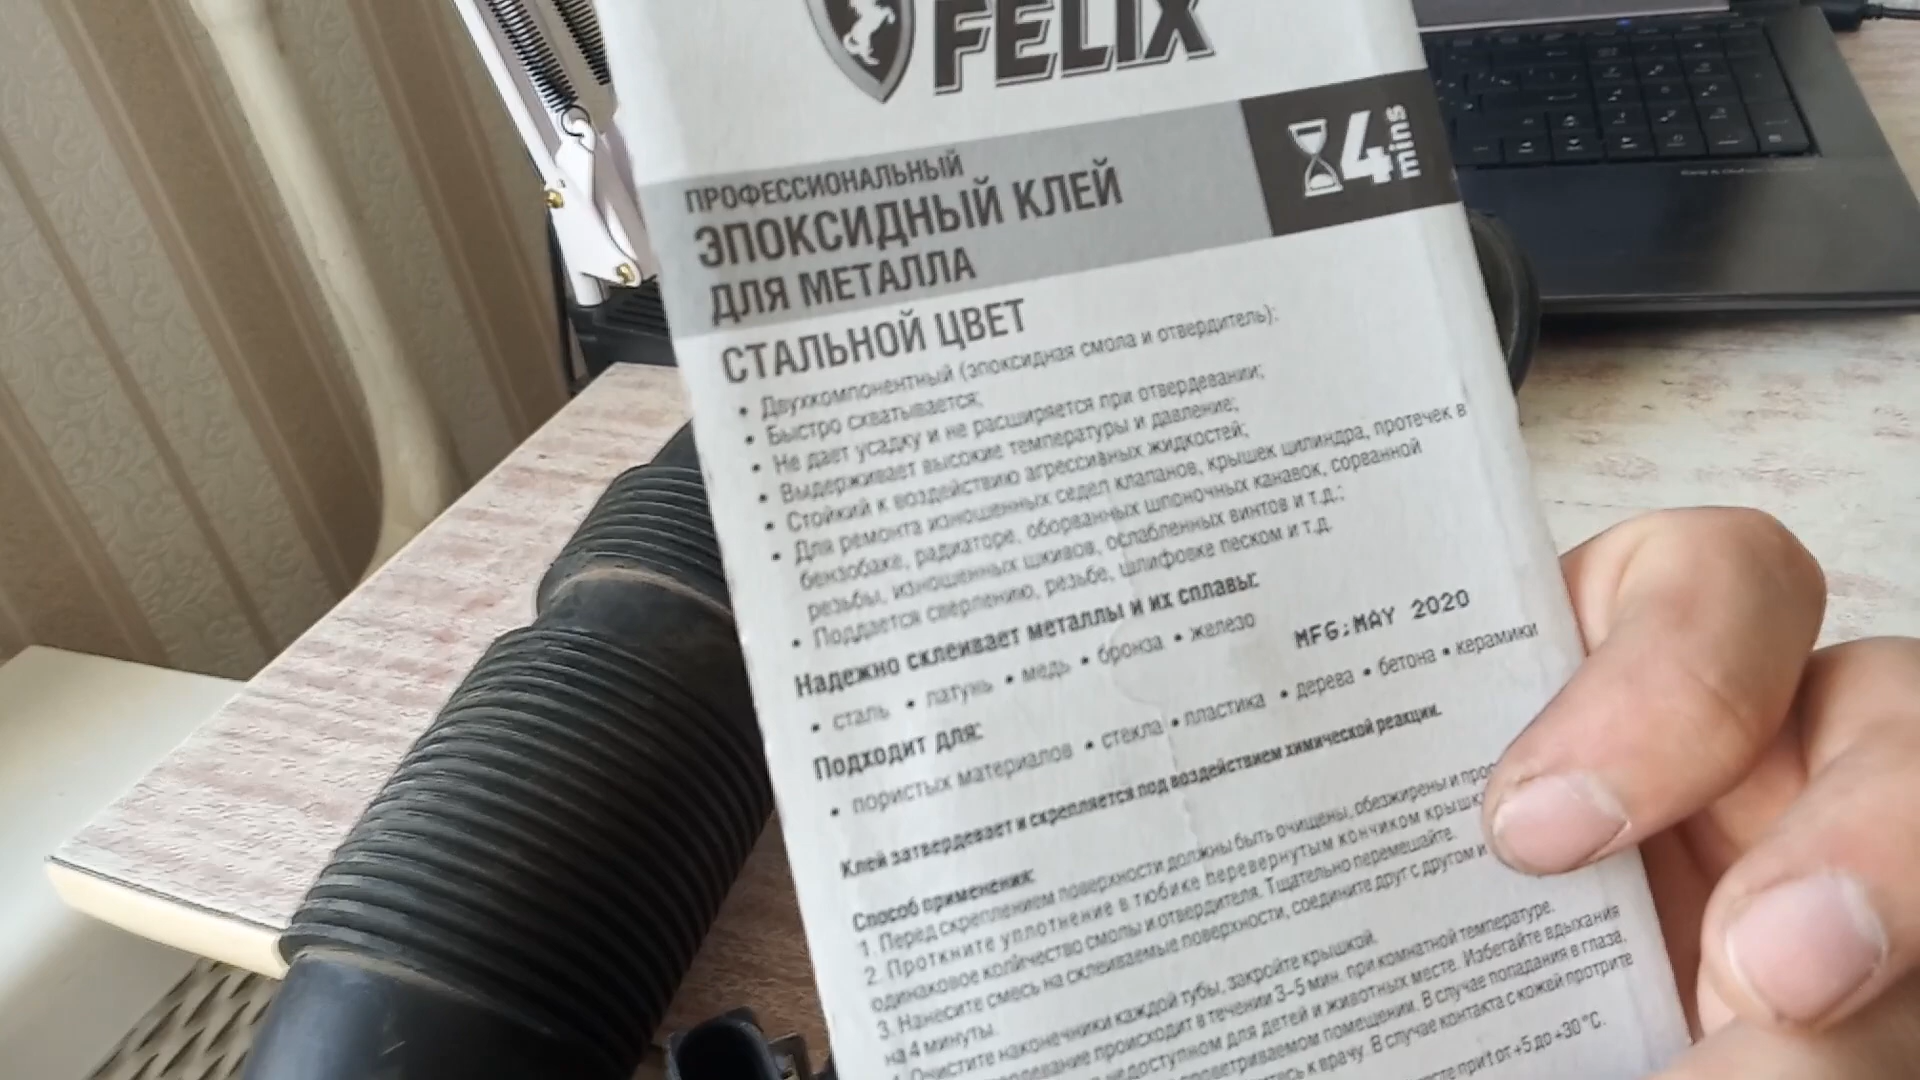 FELIX
4 mins
ПРОФЕССИОНАЛЬНЫЙ
ЭПОКСИДНЫЙ КЛЕЙ
ДЛЯ МЕТАЛЛА
СТАЛЬНОЙ ЦВЕТ
• Двухкомпонентный (эпоксидная смола и отвердитель);
• Быстро схватывается;
• Не дает усадку и не расширяется при отвердевании;
• Выдерживает высокие температуры и давление;
• Стойкий к воздействию агрессивных жидкостей;
• Для ремонта изношенных седел клапанов, крышек цилиндра, протечек в
бензобаке, радиаторе, оборванных шпоночных канавок, сорванной
резьбы, изношенных шкивов, ослабленных винтов и т.д.;
• Поддается сверлению, резьбе, шлифовке песком и т.д.
Надежно склеивает металлы и их сплавы:
• сталь • латунь • медь • бронза • железо
MFG:MAY 2020
Подходит для:
• пористых материалов • стекла • пластика • дерева • бетона • керамики
Клей затвердевает и скрепляется под воздействием химической реакции.
Способ применения:
1. Перед скреплением поверхности должны быть очищены, обезжирены и
2. Проткните уплотнение в тюбике перевернутым кончиком
одинаковое количество смолы и отвердителя. Тщательно перемешайте.
3. Нанесите смесь на склеиваемые поверхности, соедините друг с другом и
на 4 минуты.
Очистите наконечники каждой тубы, закройте крышкой.
происходит в течении 3–5 мин. при комнатной температуре.
недоступном для детей и животных месте. Избегайте вдыхания
проветриваемом помещении. В случае попадания в глаза,
к врачу. В случае контакта с кожей протрите
при t от +5 до +30 °C.